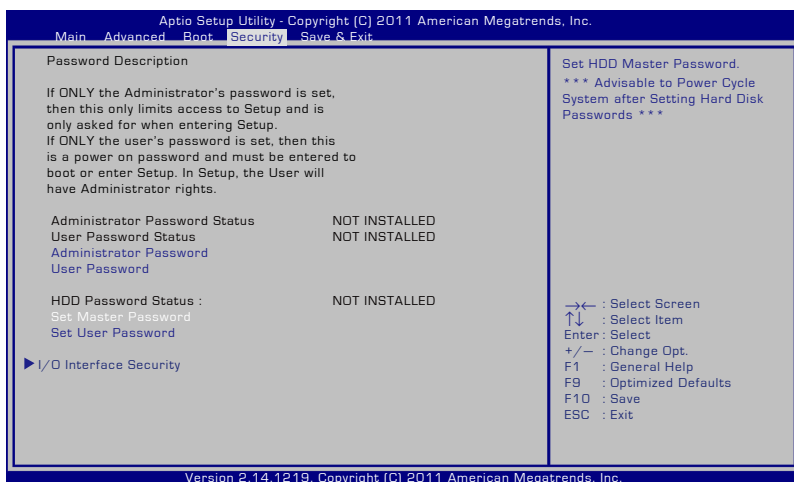 Aptio Setup Utility - Copyright (C) 2011 American Megatrends, Inc.
Main Advanced Boot Security Save & Exit
Password Description
If ONLY the Administrator's password is set,
then this only limits access to Setup and is
only asked for when entering Setup.
If ONLY the user's password is set, then this
is a power on password and must be entered to
boot or enter Setup. In Setup, the User will
have Administrator rights.
Administrator Password Status NOT INSTALLED
User Password Status NOT INSTALLED
Administrator Password
User Password
HDD Password Status : NOT INSTALLED
Set Master Password
Set User Password
▶ I/O Interface Security
Set HDD Master Password.
*** Advisable to Power Cycle
System after Setting Hard Disk
Passwords ***
→← : Select Screen
↑↓ : Select Item
Enter : Select
+/— : Change Opt.
F1 : General Help
F9 : Optimized Defaults
F10 : Save
ESC : Exit
Version 2.14.1219. Copyright (C) 2011 American Megatrends, Inc.